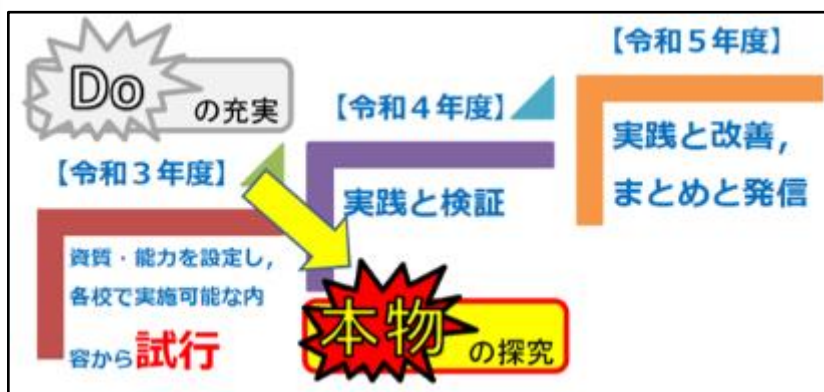 Do の充実
【令和３年度】
資質・能力を設定し，
各校で実施可能な内
容から試行
【令和４年度】
実践と検証
本物の探究
【令和５年度】
実践と改善，
まとめと発信